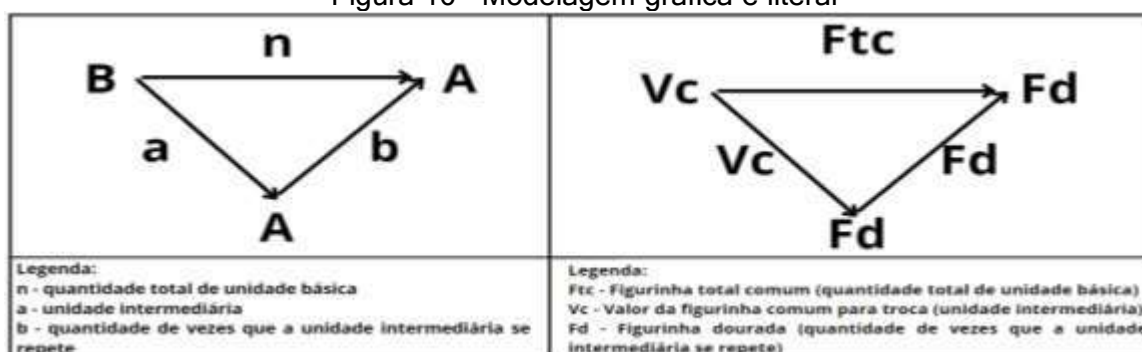 Figura 10 - Modelagem gráfica e literal
n
B
A
a
b
A
Legenda:
n - quantidade total de unidade básica
a - unidade intermediária
b - quantidade de vezes que a unidade intermediária se
repete
Ftc
Vc
Fd
Vc
Fd
Fd
Legenda:
Ftc - Figurinha total comum (quantidade total de unidade básica)
Vc - Valor da figurinha comum para troca (unidade intermediária)
Fd - Figurinha dourada (quantidade de vezes que a unidade
intermediária se repete)